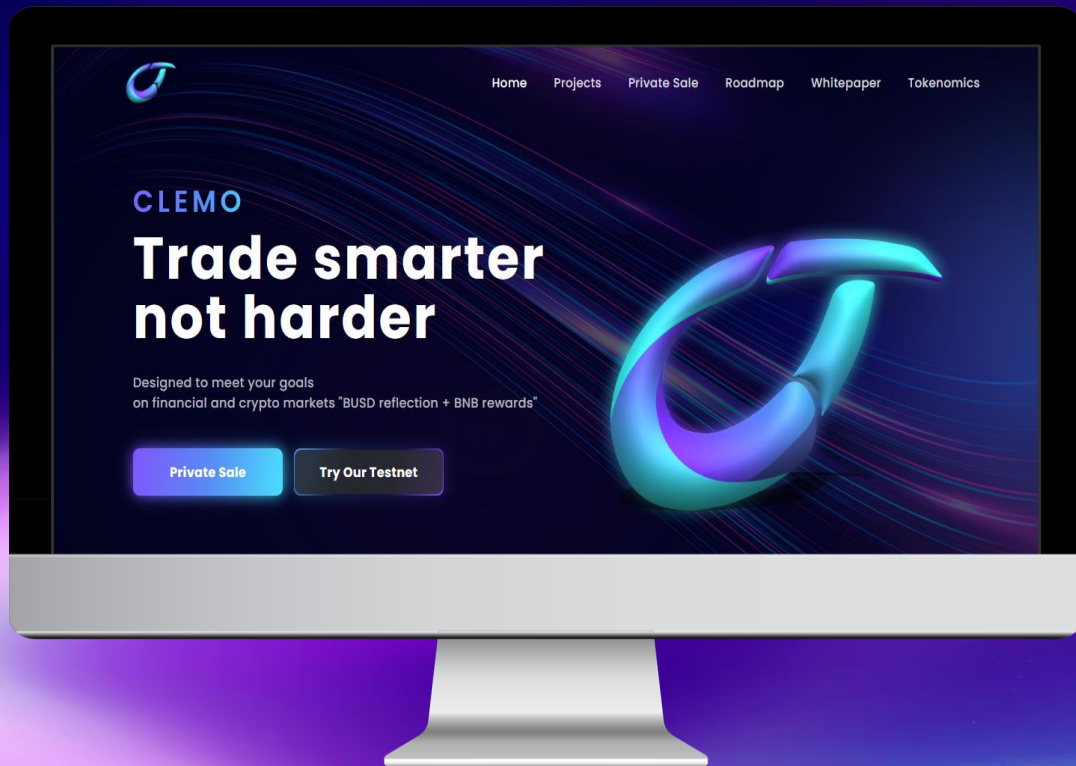 Home Projects Private Sale Roadmap Whitepaper Tokenomics
CLEMO
Trade smarter
not harder
Designed to meet your goals
on financial and crypto markets "BUSD reflection + BNB rewards"
Private Sale
Try Our Testnet